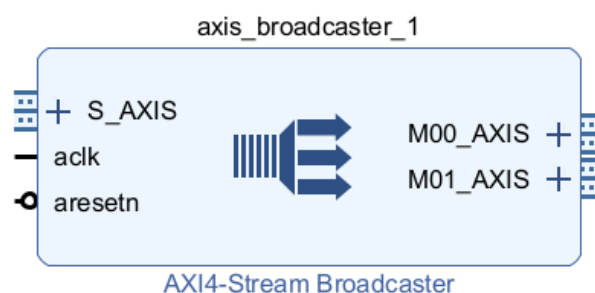 axis_broadcaster_1
S_AXIS
aclk
aresetn
M00_AXIS
M01_AXIS
AXI4-Stream Broadcaster